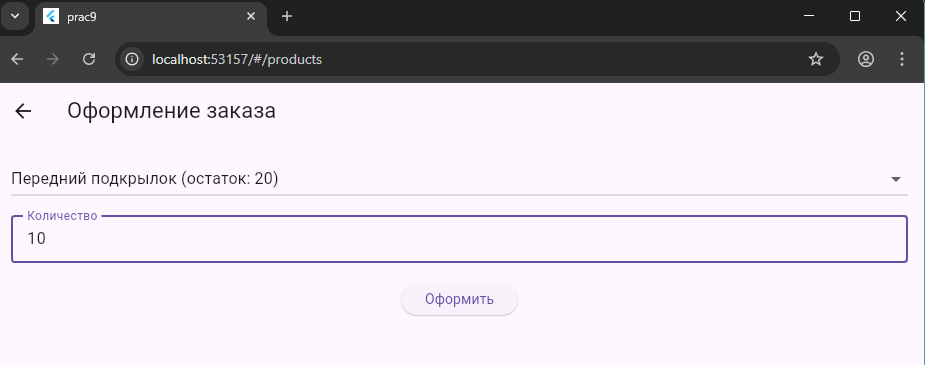 prac9
localhost:53157/#/products
Оформление заказа
Передний подкрылок (остаток: 20)
Количество
10
Оформить